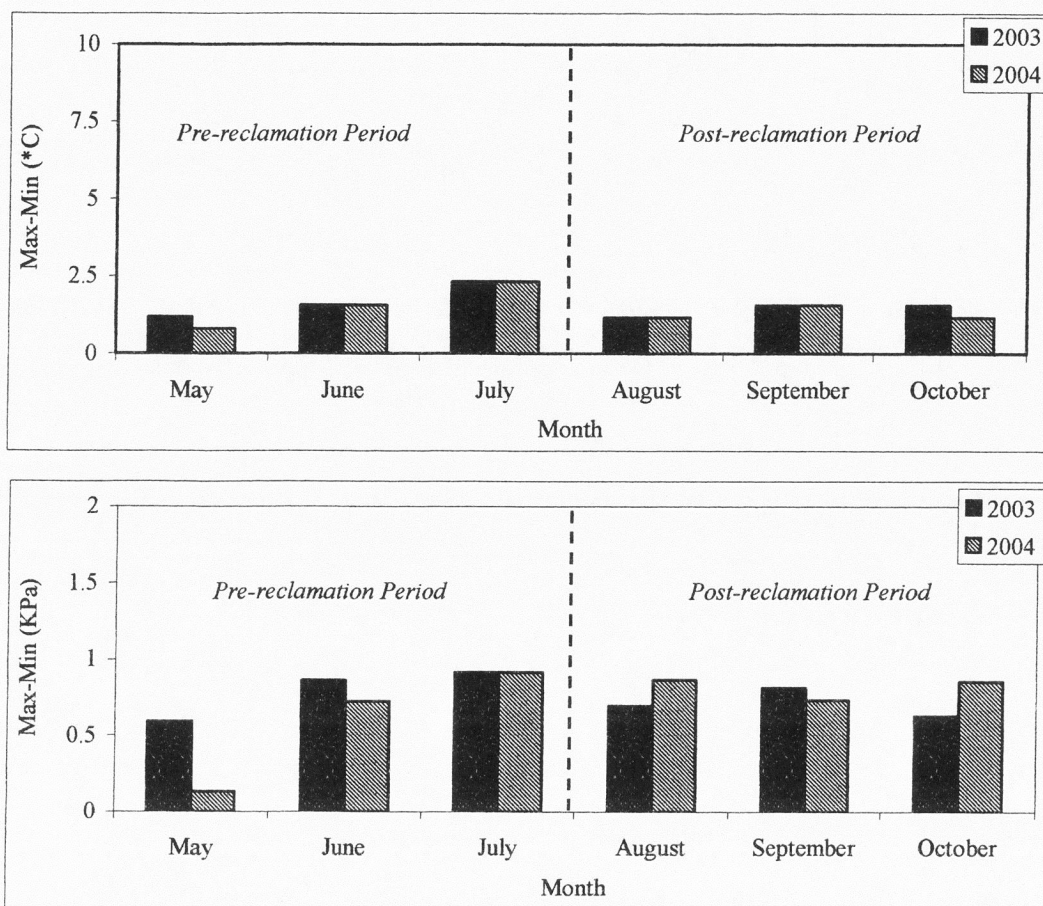 2003
2004
10
7.5
5
2.5
0
Max-Min (*C)
Pre-reclamation Period
Post-reclamation Period
May June July August September October
Month
2003
2004
2
1.5
1
0.5
0
Max-Min (KPa)
Pre-reclamation Period
Post-reclamation Period
May June July August September October
Month